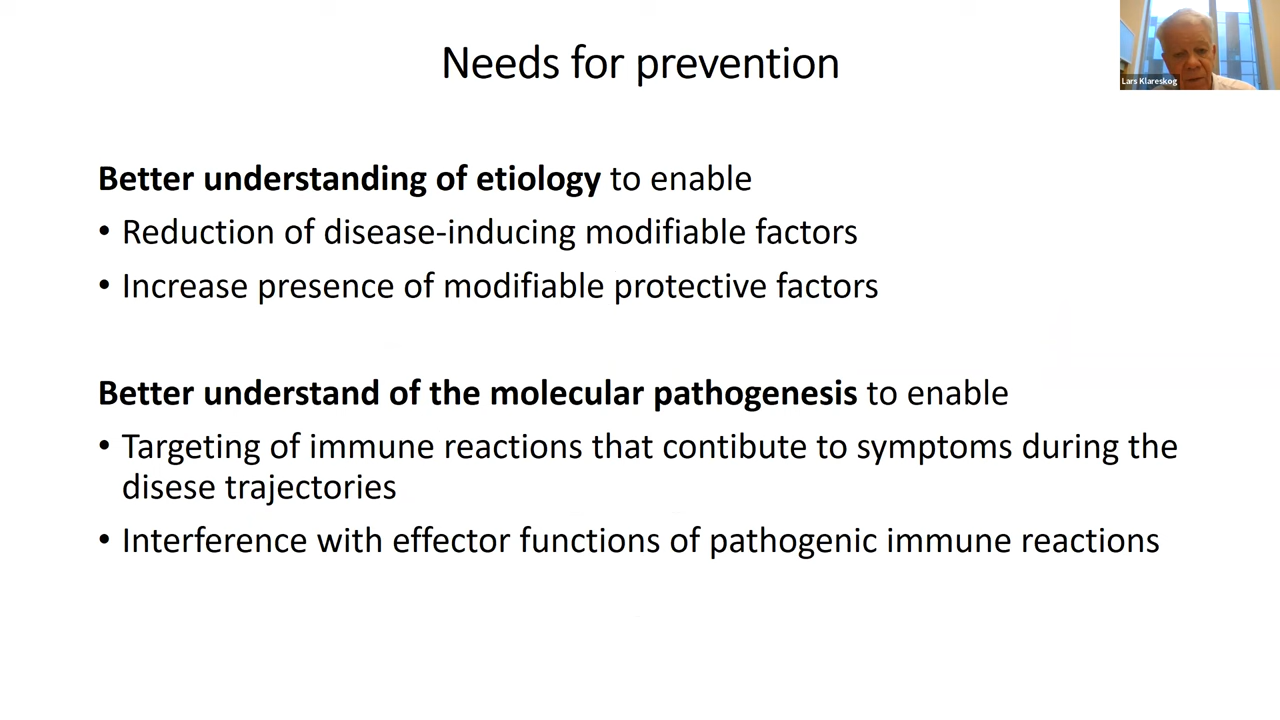 Needs for prevention
Lars Klareskog
Better understanding of etiology to enable
• Reduction of disease-inducing modifiable factors
• Increase presence of modifiable protective factors
Better understand of the molecular pathogenesis to enable
• Targeting of immune reactions that contibute to symptoms during the
disese trajectories
• Interference with effector functions of pathogenic immune reactions